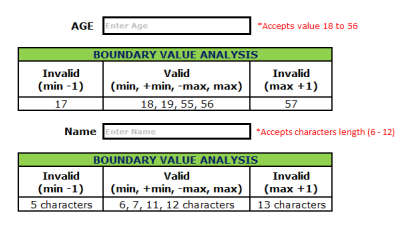 AGE Enter Age *Accepts value 18 to 56
BOUNDARY VALUE ANALYSIS
Invalid Valid Invalid
(min -1) (min, +min, -max, max) (max +1)
17 18, 19, 55, 56 57
Name Enter Name *Accepts characters length (6 - 12)
BOUNDARY VALUE ANALYSIS
Invalid Valid Invalid
(min -1) (min, +min, -max, max) (max +1)
5 characters 6, 7, 11, 12 characters 13 characters